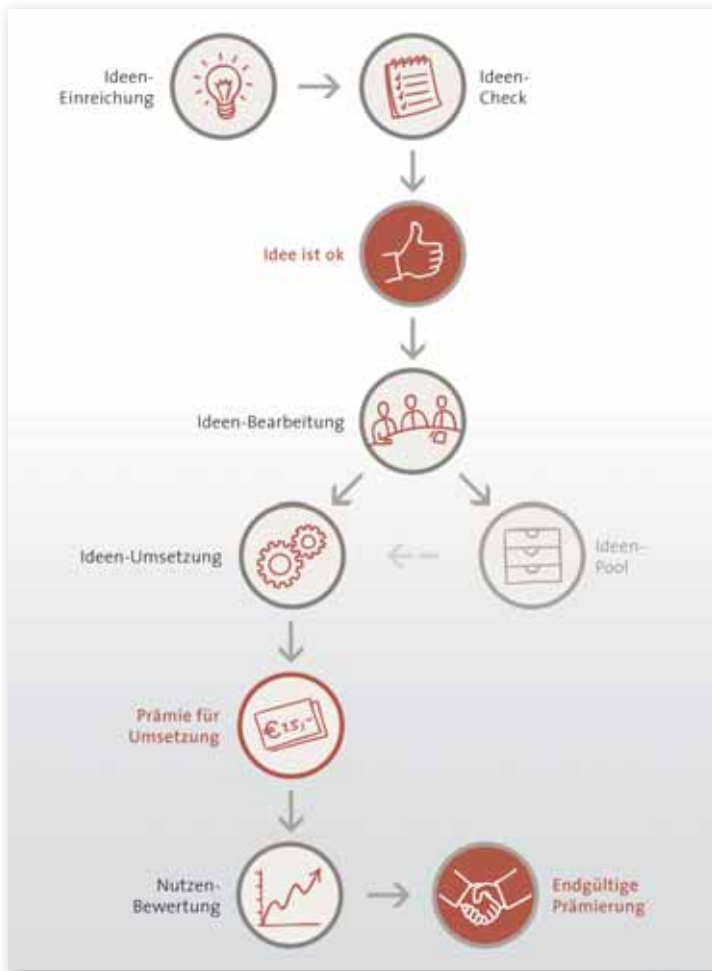 Ideen-
Einreichung
Ideen-
Check
Idee ist ok
Ideen-Bearbeitung
Ideen-Umsetzung
Ideen-
Pool
Prämie für
Umsetzung
€ 25,-
Nutzen-
Bewertung
Endgültige
Prämierung